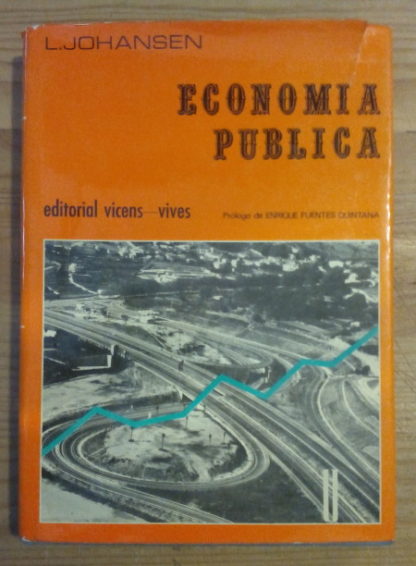 L.JOHANSEN
ECONOMIA
PUBLICA
editorial vicens-vives
Prólogo de ENRIQUE FUENTES QUINTANA
U